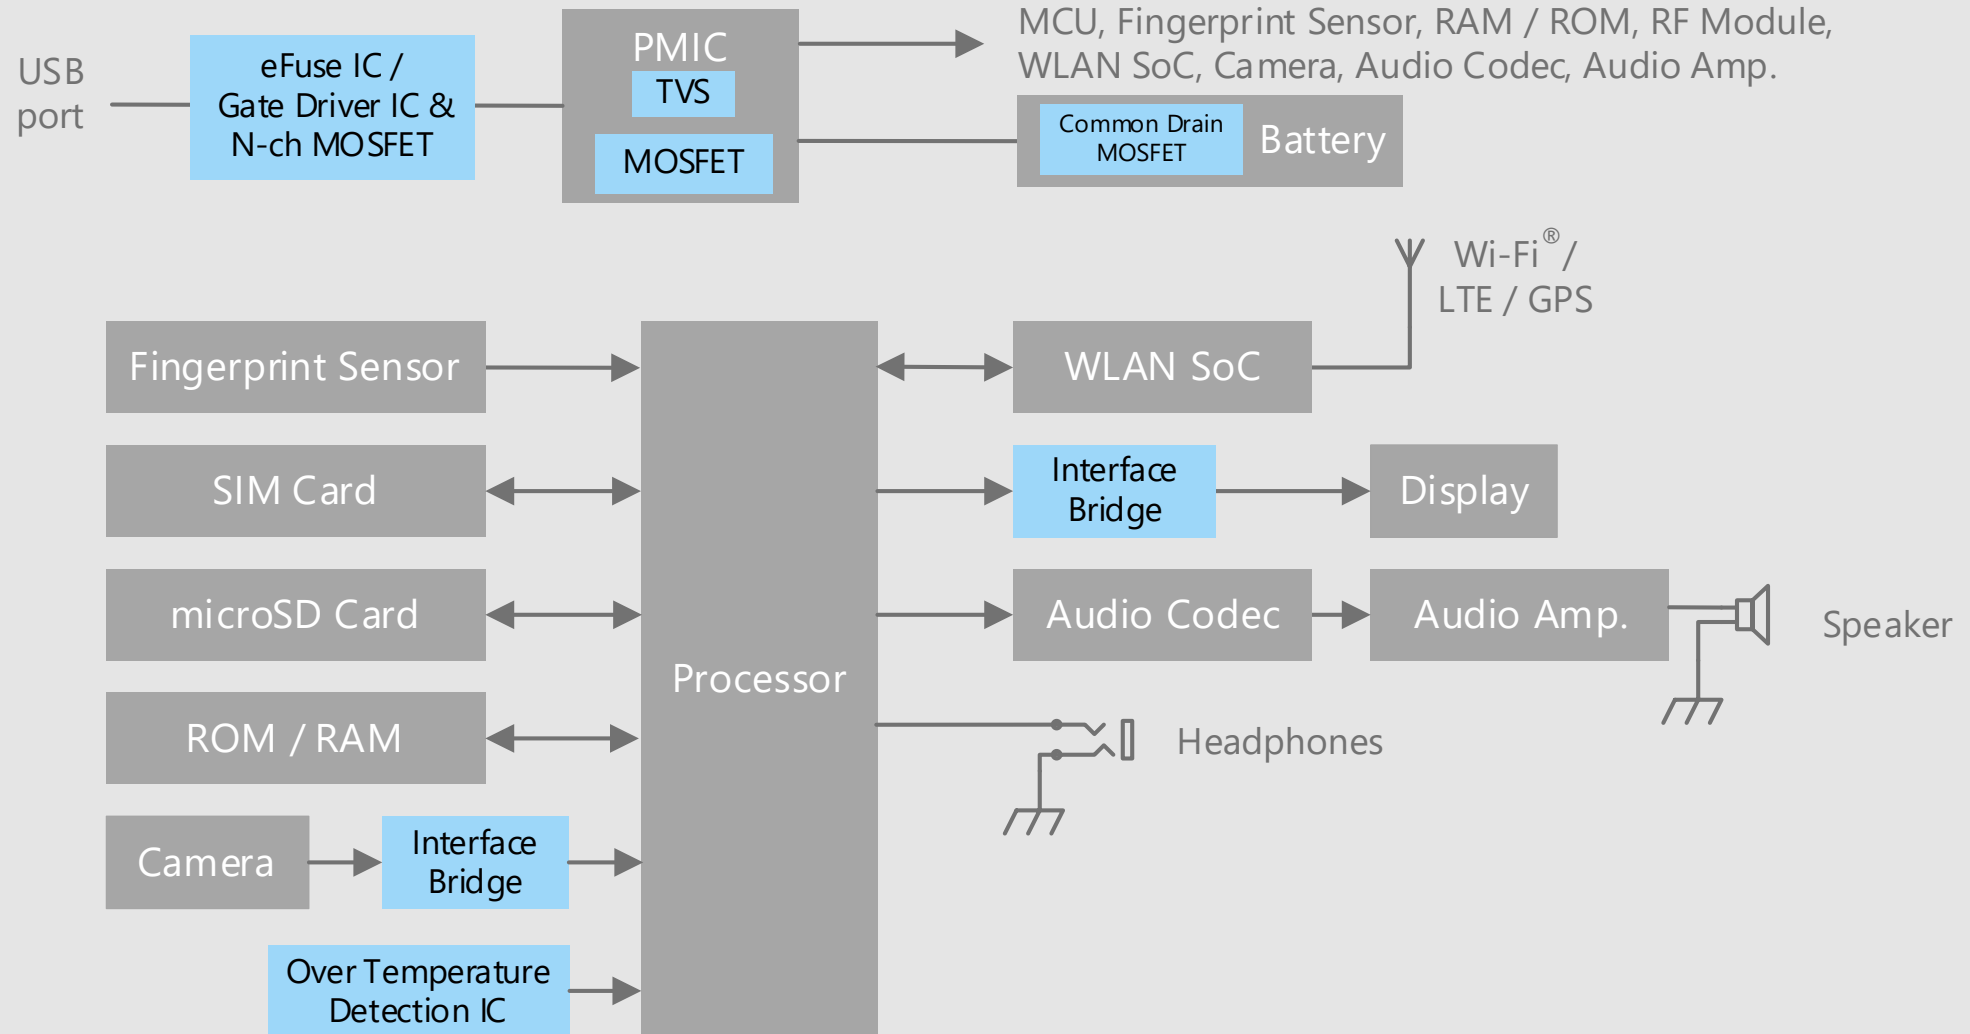 USB
port
eFuse IC /
Gate Driver IC &
N-ch MOSFET
PMIC
TVS
MOSFET
MCU, Fingerprint Sensor, RAM / ROM, RF Module,
WLAN SoC, Camera, Audio Codec, Audio Amp.
Common Drain
MOSFET
Battery
Wi-Fi®/
LTE / GPS
Fingerprint Sensor
WLAN SoC
SIM Card
Interface
Bridge
Display
microSD Card
Audio Codec
Audio Amp.
Speaker
Processor
ROM / RAM
Headphones
Camera
Interface
Bridge
Over Temperature
Detection IC